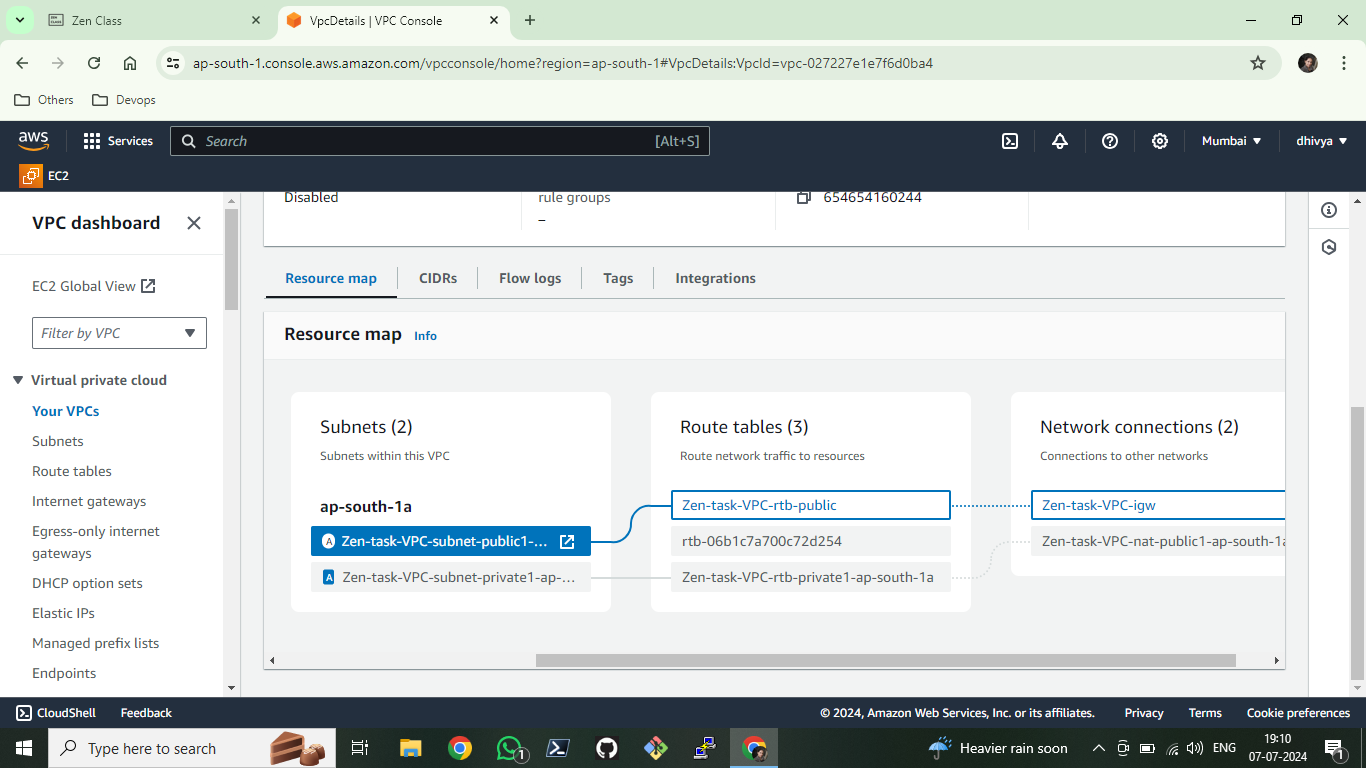 Zen Class
VpcDetails | VPC Console
ap-south-1.console.aws.amazon.com/vpcconsole/home?region=ap-south-1#VpcDetails:VpcId=vpc-027227e1e7f6d0ba4
Others
Devops
aws
Services
Search
[Alt+S]
Mumbai
dhivya
EC2
VPC dashboard
EC2 Global View
Filter by VPC
Virtual private cloud
Your VPCs
Subnets
Route tables
Internet gateways
Egress-only internet
gateways
DHCP option sets
Elastic IPs
Managed prefix lists
Endpoints
Disabled
rule groups
–
654654160244
Resource map
CIDRs
Flow logs
Tags
Integrations
Resource map Info
Subnets (2)
Subnets within this VPC
ap-south-1a
A Zen-task-VPC-subnet-public1-...
A Zen-task-VPC-subnet-private1-ap-...
Route tables (3)
Route network traffic to resources
Zen-task-VPC-rtb-public
rtb-06b1c7a700c72d254
Zen-task-VPC-rtb-private1-ap-south-1a
Network connections (2)
Connections to other networks
Zen-task-VPC-igw
Zen-task-VPC-nat-public1-ap-south-1a
CloudShell
Feedback
© 2024, Amazon Web Services, Inc. or its affiliates.
Privacy
Terms
Cookie preferences
Type here to search
1
Heavier rain soon
ENG
19:10
07-07-2024
1